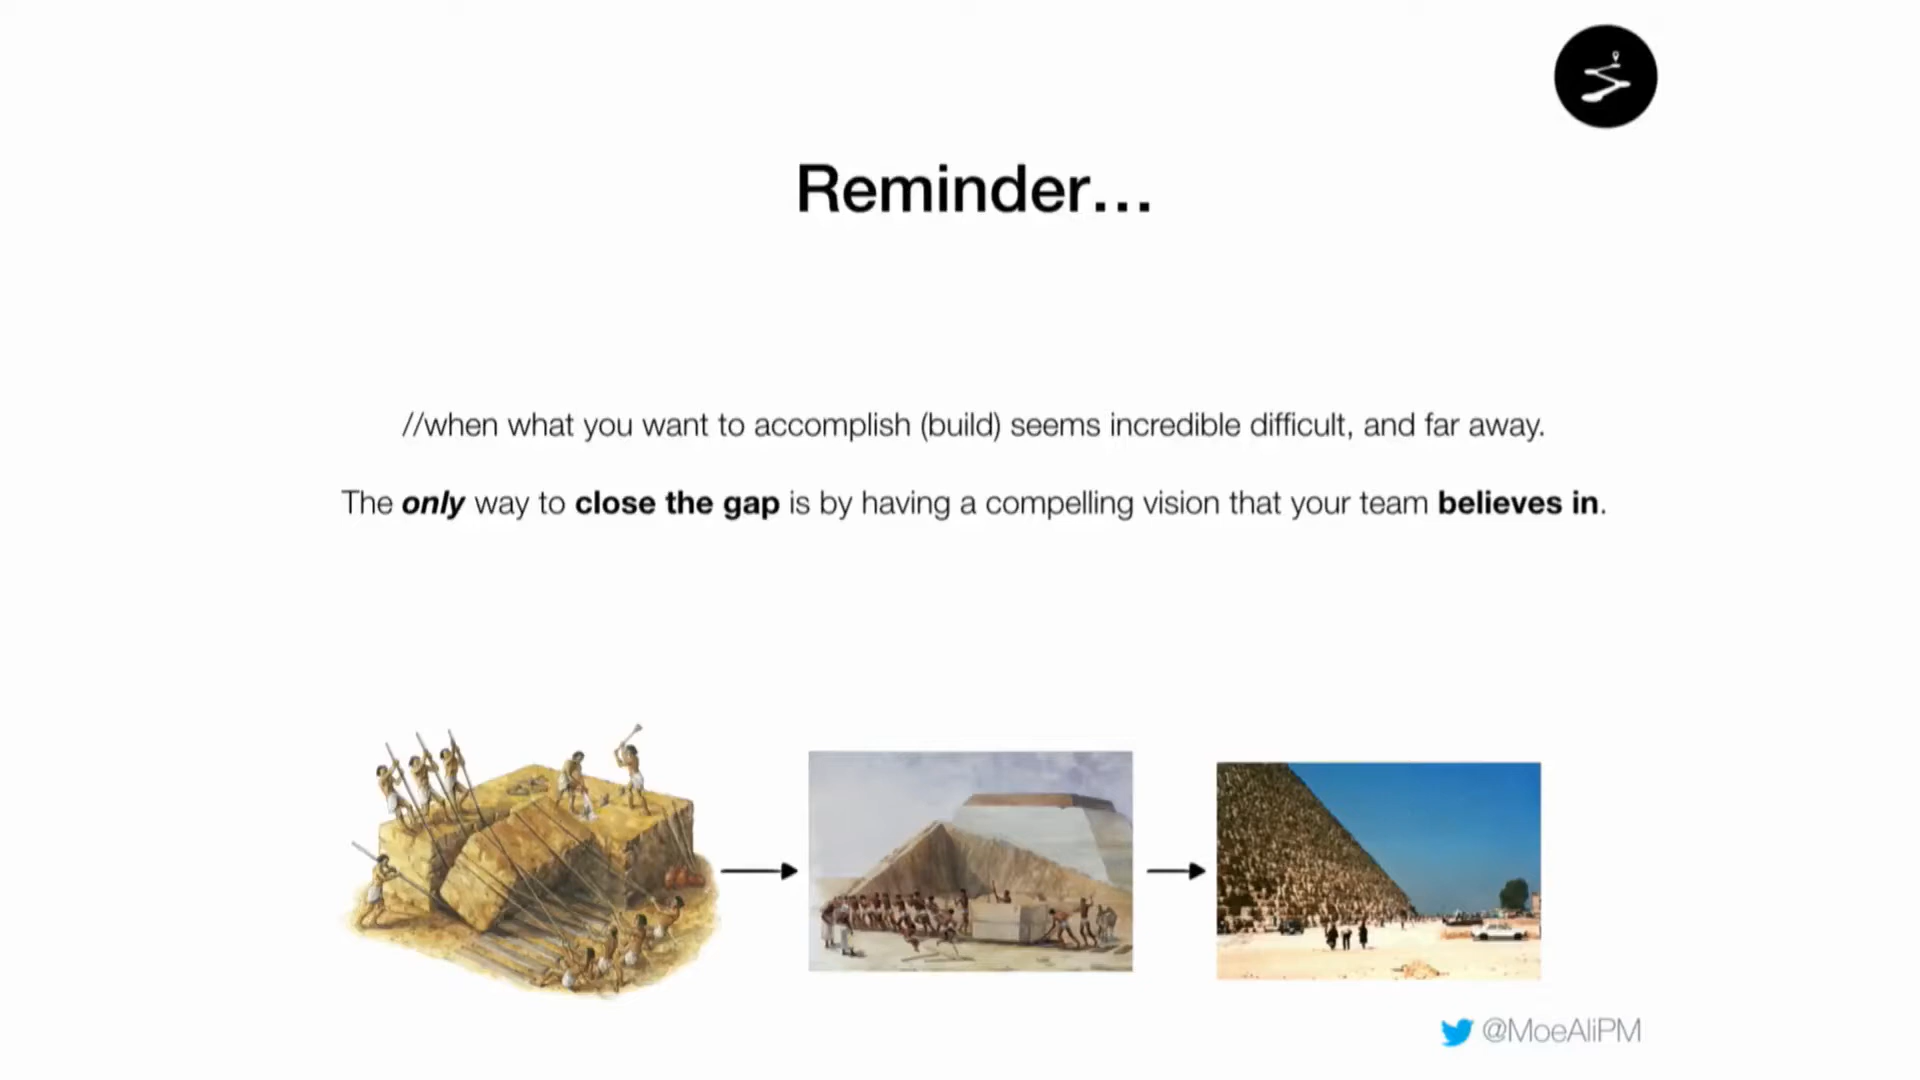 Reminder...
//when what you want to accomplish (build) seems incredible difficult, and far away.
The only way to close the gap is by having a compelling vision that your team believes in.
@MoeAliPM